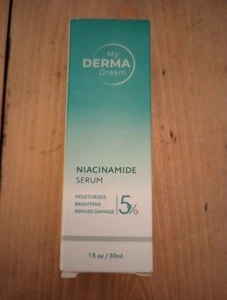 My
DERMA
Dream
NIACINAMIDE
SERUM
MOISTURIZES
BRIGHTENS
REPAIRS DAMAGE
5%
1 fl oz / 30ml